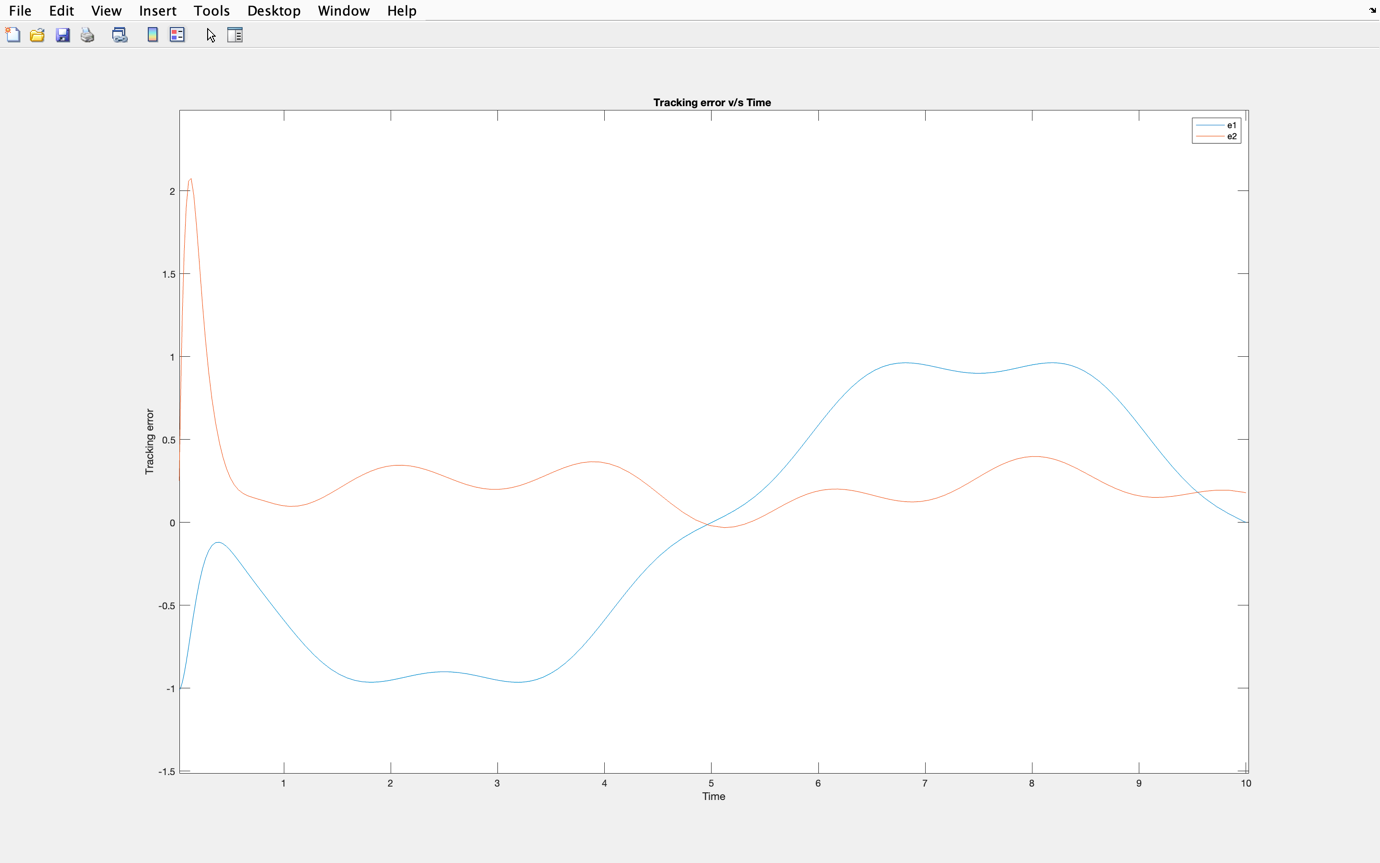 File Edit View Insert Tools Desktop Window Help
Tracking error v/s Time
e1
e2
2
1.5
1
0.5
0
-0.5
-1
-1.5
Tracking error
1 2 3 4 5 6 7 8 9 10
Time